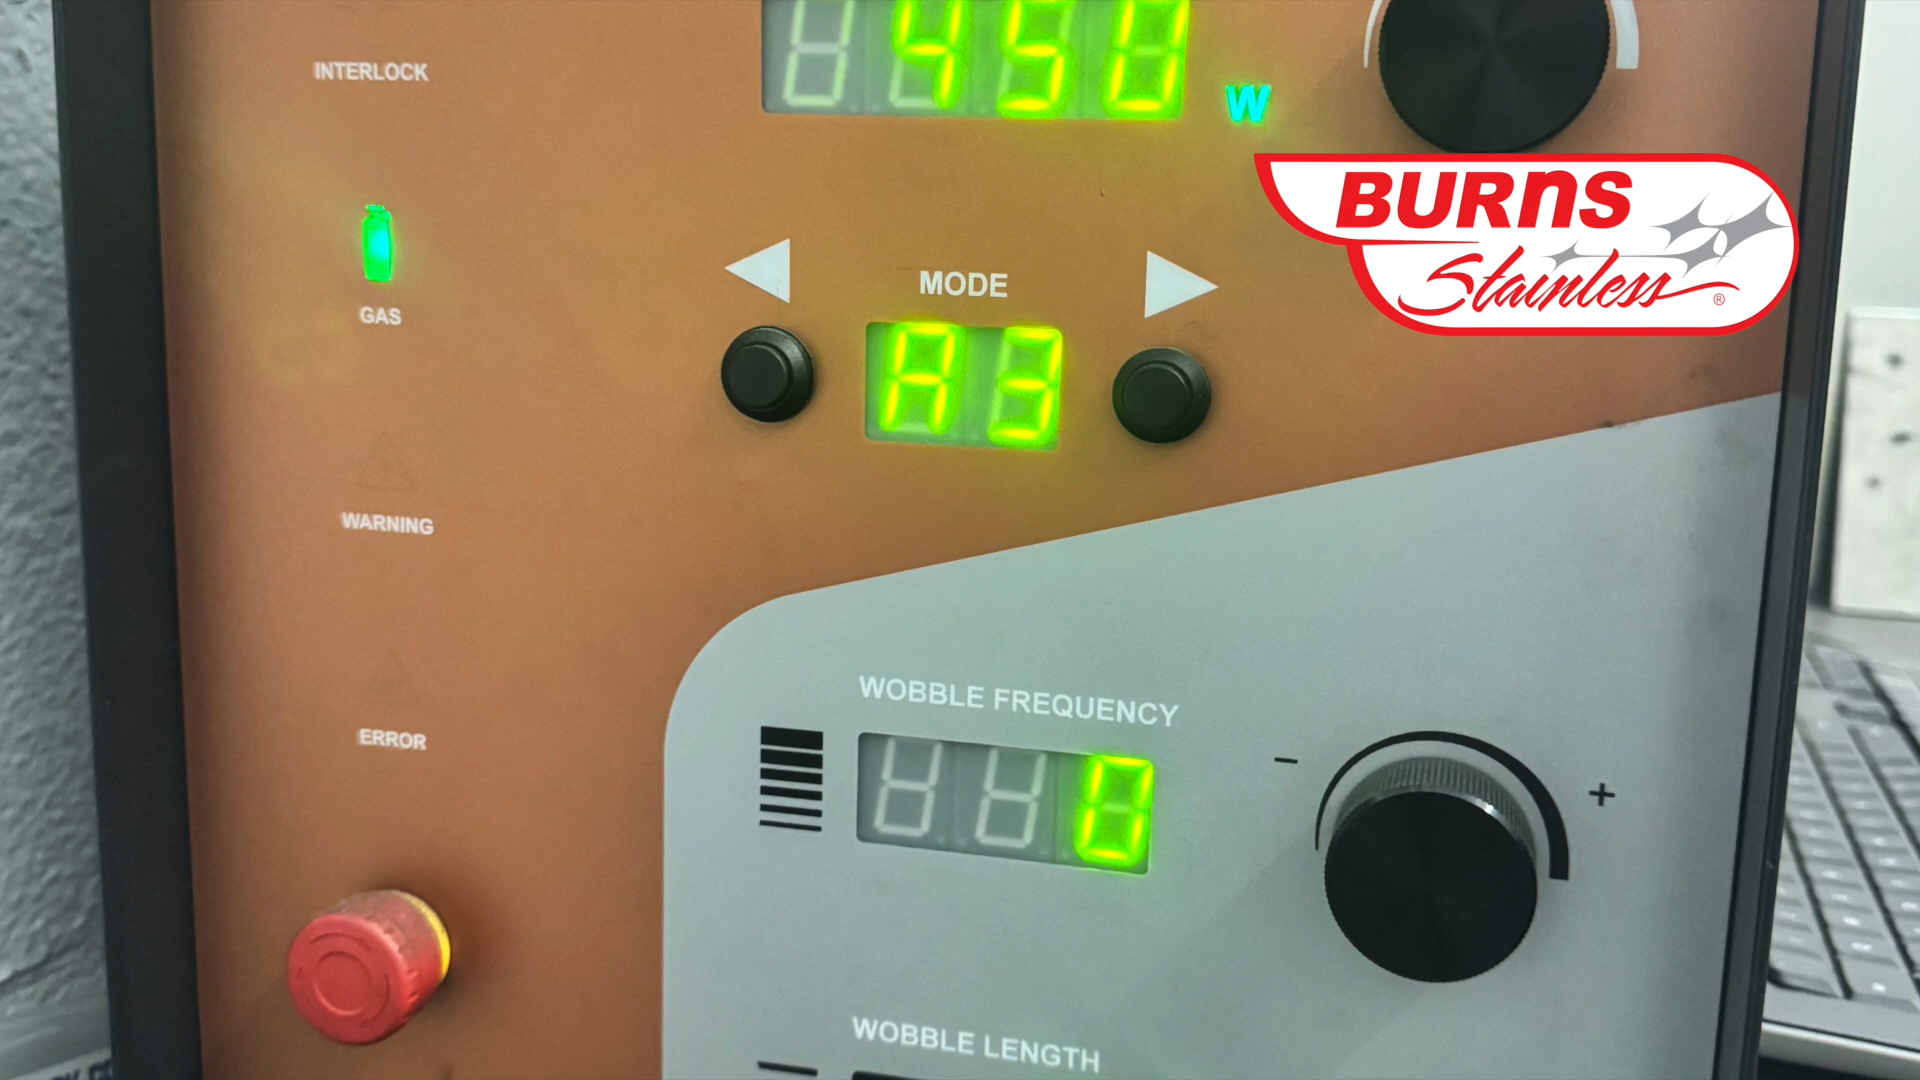 INTERLOCK
450
W
BURNS
Stainless
®
MODE
GAS
A3
WARNING
WOBBLE FREQUENCY
ERROR
0
- +
WOBBLE LENGTH